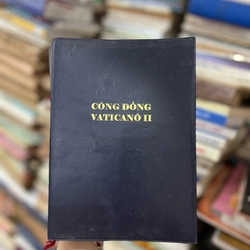 CÔNG ĐỒNG
VATICANÔ II